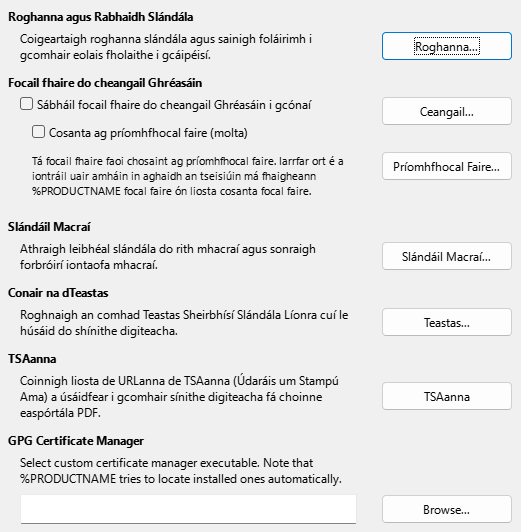 Roghanna agus Rabhaidh Slándála
Coigeartaigh roghanna slándála agus sainigh foláirimh i
gcomhair eolais fholaithe i gcáipéisí.
Roghanna...
Focail fhaire do cheangail Ghréasáin
Sábháil focail fhaire do cheangail Ghréasáin i gcónaí
Ceangail...
Cosanta ag príomhfhocal faire (molta)
Tá focail fhaire faoi chosaint ag príomhfhocal faire. Iarrfar ort é a
iontráil uair amháin in aghaidh an tseisiúin má fhaigheann
%PRODUCTNAME focal faire ón liosta cosanta focal faire.
Príomhfhocal Faire...
Slándáil Macraí
Athraigh leibhéal slándála do rith mhacraí agus sonraigh
forbróirí iontaofa mhacraí.
Slándáil Macraí...
Conair na dTeastas
Roghnaigh an comhad Teastas Sheirbhísí Slándála Líonra cuí le
húsáid do shínithe digiteacha.
Teastas...
TSAanna
Coinnigh liosta de URLanna de TSAanna (Údaráis um Stampú
Ama) a úsáidfear i gcomhair sínithe digiteacha fá choinne
easpórtála PDF.
TSAanna
GPG Certificate Manager
Select custom certificate manager executable. Note that
%PRODUCTNAME tries to locate installed ones automatically.
Browse...